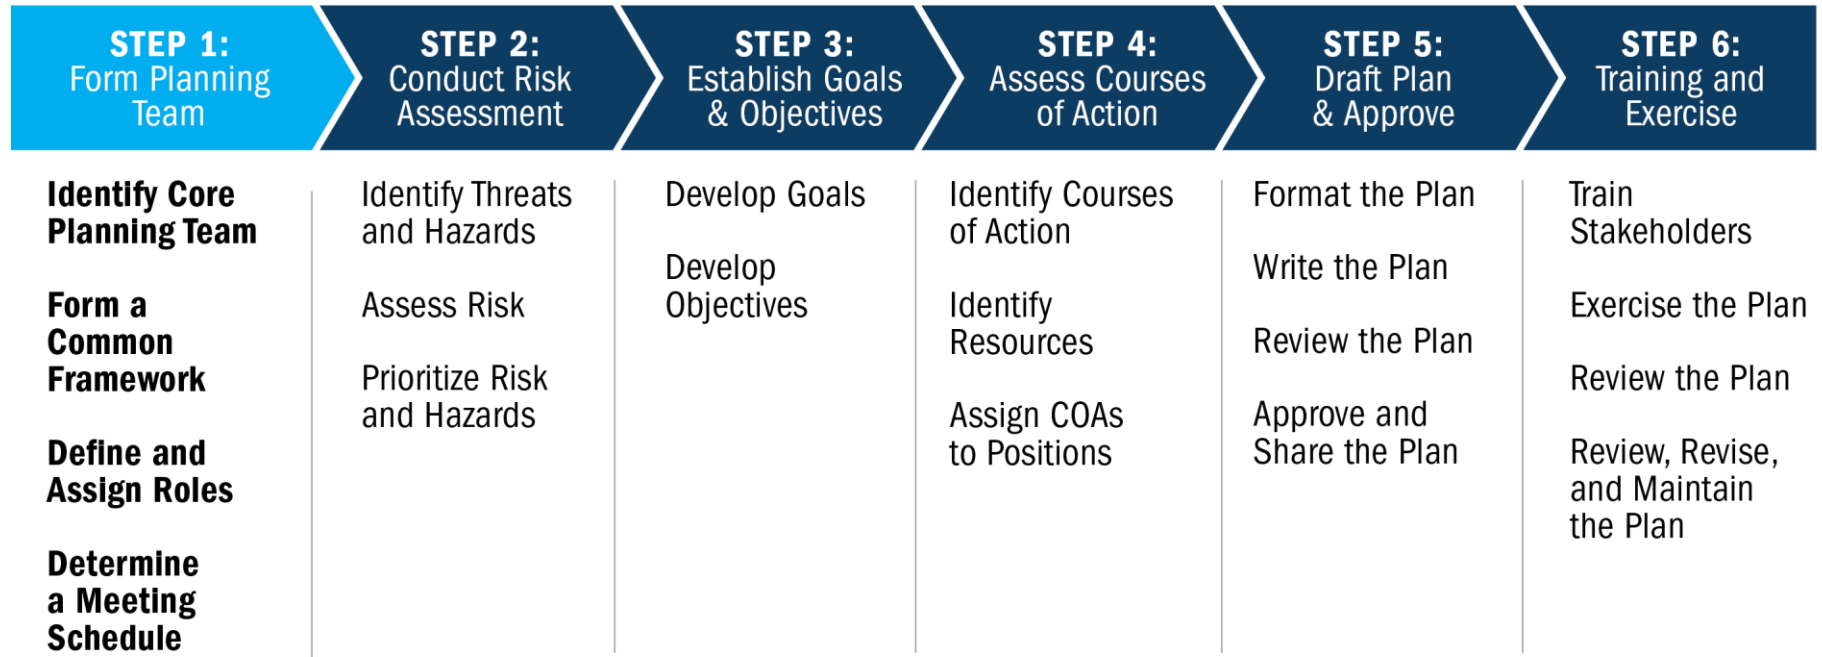 STEP 1:
Form Planning
Team
STEP 2:
Conduct Risk
Assessment
STEP 3:
Establish Goals
& Objectives
STEP 4:
Assess Courses
of Action
STEP 5:
Draft Plan
& Approve
STEP 6:
Training and
Exercise
Identify Core
Planning Team
Form a
Common
Framework
Define and
Assign Roles
Determine
a Meeting
Schedule
Identify Threats
and Hazards
Assess Risk
Prioritize Risk
and Hazards
Develop Goals
Develop
Objectives
Identify Courses
of Action
Identify
Resources
Assign COAs
to Positions
Format the Plan
Write the Plan
Review the Plan
Approve and
Share the Plan
Train
Stakeholders
Exercise the Plan
Review the Plan
Review, Revise,
and Maintain
the Plan